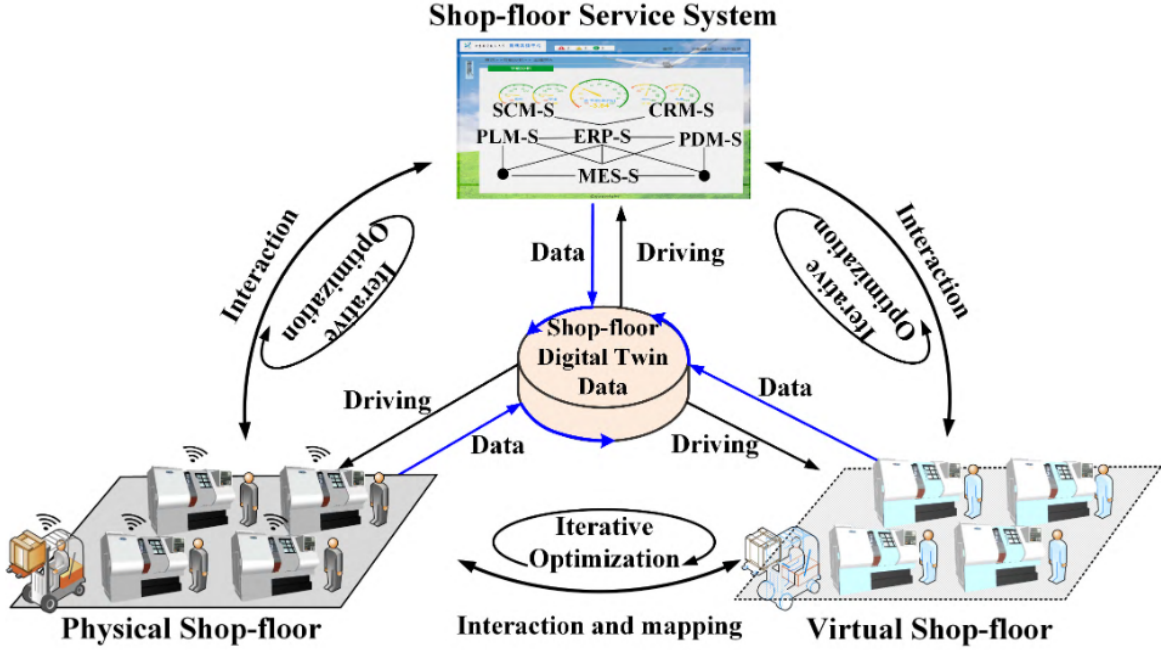 Shop-floor Service System
SCM-S
CRM-S
PLM-S
ERP-S
PDM-S
MES-S
Interaction
Iterative
Optimization
Iterative
Optimization
Interaction
Data
Driving
Shop-floor
Digital Twin
Data
Driving
Data
Data
Driving
Iterative
Optimization
Physical Shop-floor
Interaction and mapping
Virtual Shop-floor